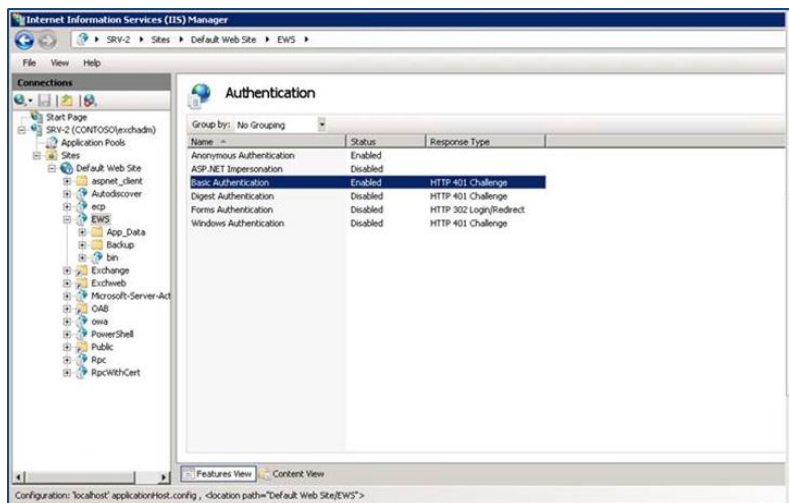 Internet Information Services (IIS) Manager
SRV-2 Sites Default Web Site EWS
File View Help
Connections
Start Page
SRV-2 (CONTOSO\exchadm)
Application Pools
Sites
Default Web Site
aspnet_client
Autodiscover
ecp
EWS
App_Data
Backup
bin
Exchange
Exchweb
Microsoft-Server-Act
OAB
owa
PowerShell
Public
Rpc
RpcWithCert
Authentication
Group by: No Grouping
Name Status Response Type
Anonymous Authentication Enabled
ASP.NET Impersonation Disabled
Basic Authentication Enabled HTTP 401 Challenge
Digest Authentication Disabled HTTP 401 Challenge
Forms Authentication Disabled HTTP 302 Login/Redirect
Windows Authentication Disabled HTTP 401 Challenge
Features View Content View
Configuration: 'localhost' applicationHost.config , <location path="Default Web Site/EWS">